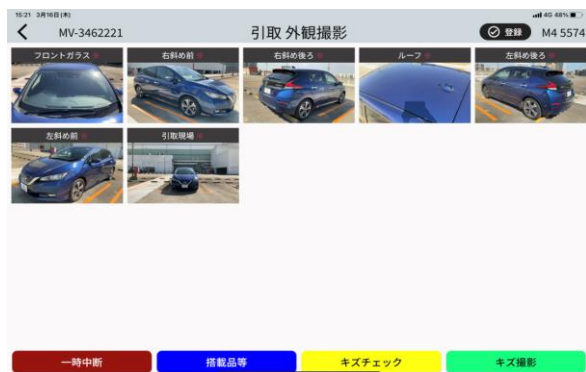 15:21 3月16日(木)
4G 48%
MV-3462221
引取 外観撮影
登録
M4 5574
フロントガラス ※
右斜め前 ※
右斜め後ろ ※
ルーフ ※
左斜め後ろ ※
左斜め前 ※
引取現場 ※
一時中断
搭載品等
キズチェック
キズ撮影